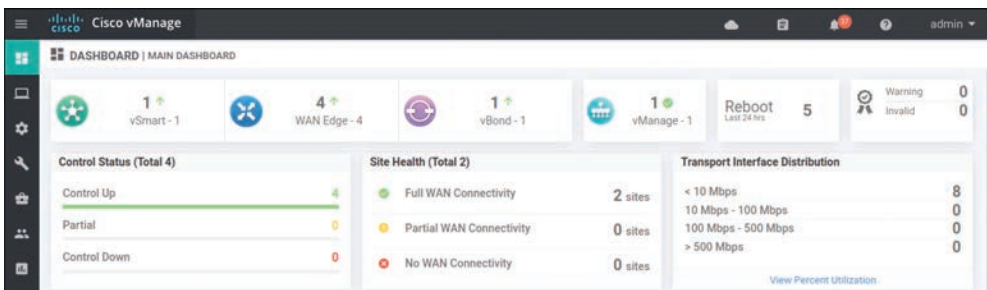 CISCO Cisco vManage 37 admin
DASHBOARD | MAIN DASHBOARD
1 4 1 1
vSmart - 1 WAN Edge - 4 vBond - 1 vManage - 1
Reboot 5
Last 24 hrs
Warning 0
Invalid 0
Control Status (Total 4)
Control Up 4
Partial 0
Control Down 0
Site Health (Total 2)
Full WAN Connectivity 2 sites
Partial WAN Connectivity 0 sites
No WAN Connectivity 0 sites
Transport Interface Distribution
< 10 Mbps 8
10 Mbps - 100 Mbps 0
100 Mbps - 500 Mbps 0
> 500 Mbps 0
View Percent Utilization